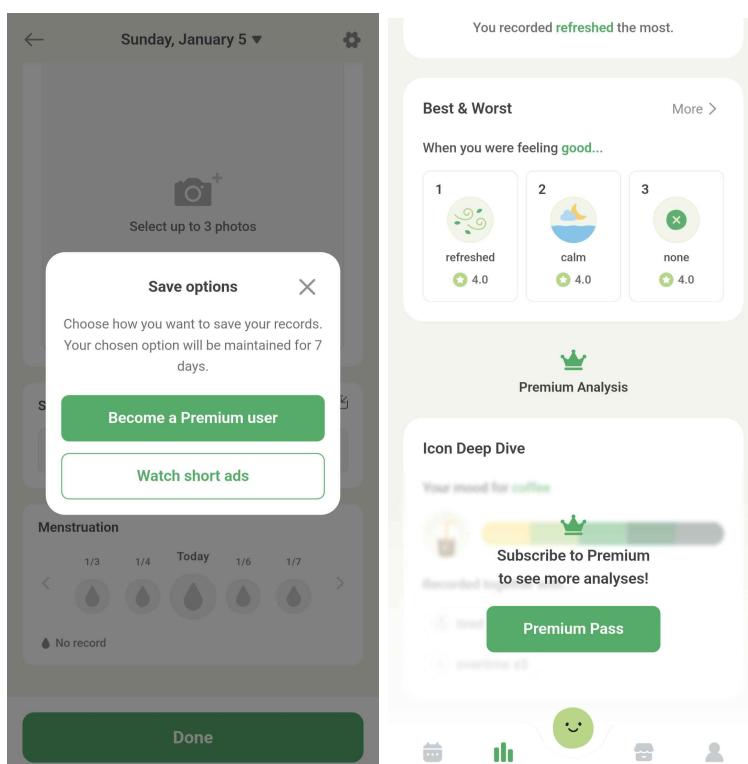 Sunday, January 5 ▼
Select up to 3 photos
Save options
Choose how you want to save your records.
Your chosen option will be maintained for 7
days.
S
Become a Premium user
Watch short ads
Menstruation
1/3 1/4 Today 1/6 1/7
No record
Done
You recorded refreshed the most.
Best & Worst More
When you were feeling good...
1 2 3
refreshed calm none
4.0 4.0 4.0
Premium Analysis
Icon Deep Dive
Your mood for coffee
Subscribe to Premium
to see more analyses!
Premium Pass